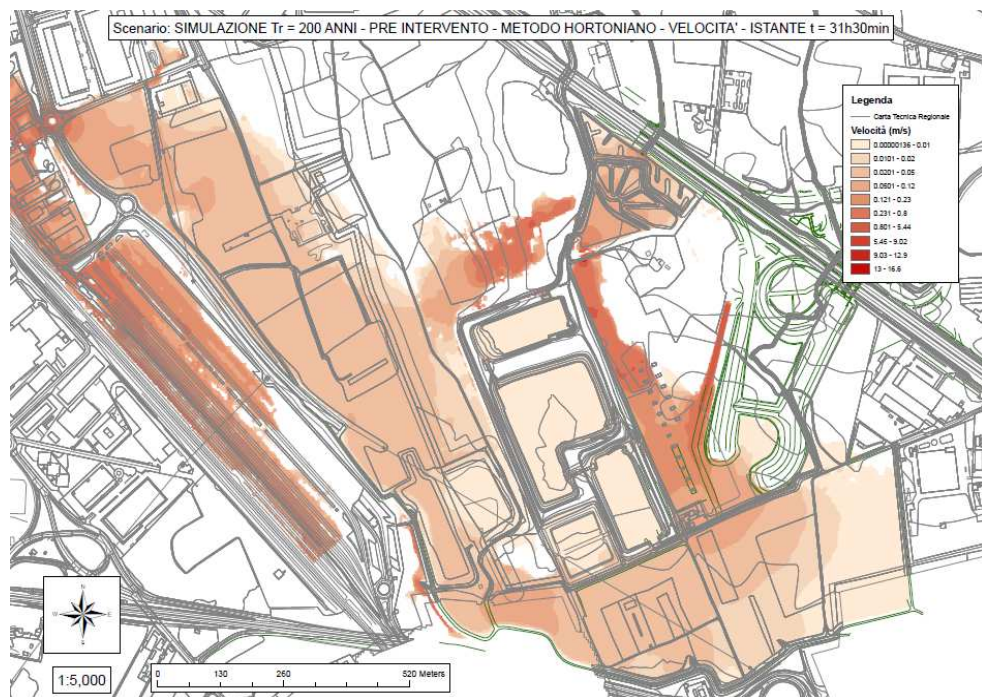 Scenario: SIMULAZIONE Tr = 200 ANNI - PRE INTERVENTO - METODO HORTONIANO - VELOCITA' - ISTANTE t = 31h30min
Legenda
Carta Tecnica Regionale
Velocità (m/s)
0.00000136 - 0.01
0.0101 - 0.02
0.0201 - 0.05
0.0501 - 0.12
0.121 - 0.23
0.231 - 0.8
0.801 - 5.44
5.45 - 9.02
9.03 - 12.9
13 - 16.6
N
W
E
S
1:5,000
0 130 260 520 Meters